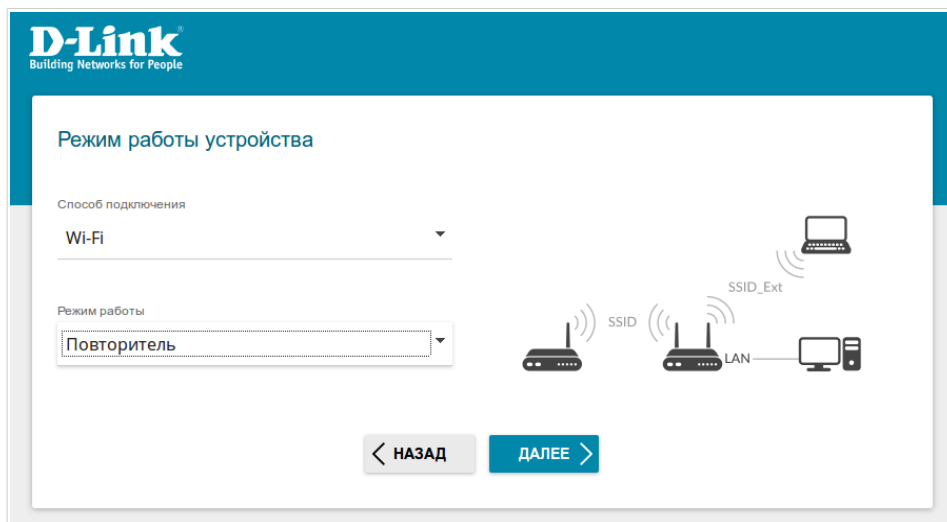 D-Link
Building Networks for People
Режим работы устройства
Способ подключения
Wi-Fi
Режим работы
Повторитель
SSID_Ext
SSID
LAN
НАЗАД
ДАЛЕЕ